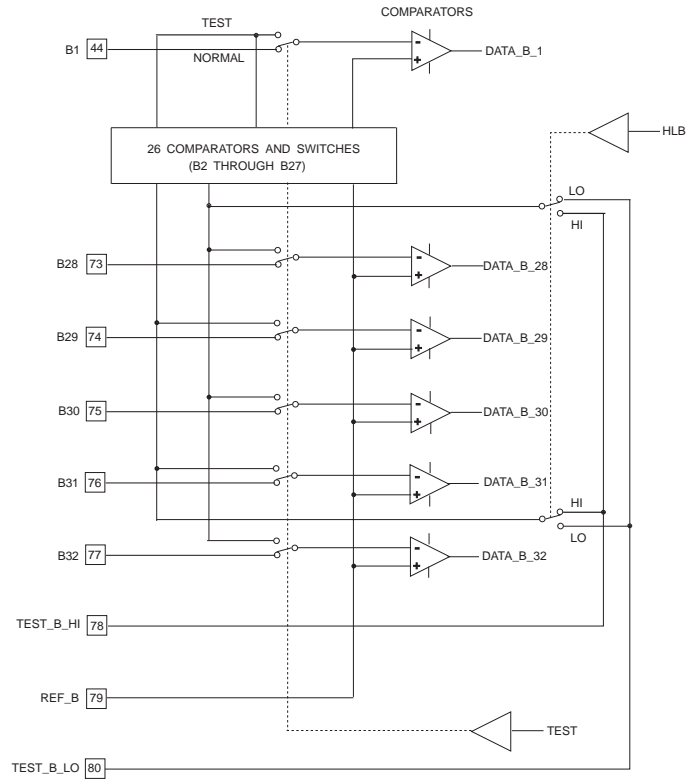 COMPARATORS
TEST
B1 44
NORMAL
- +
DATA_B_1
26 COMPARATORS AND SWITCHES
(B2 THROUGH B27)
HLB
LO
HI
B28 73
- +
DATA_B_28
B29 74
- +
DATA_B_29
B30 75
- +
DATA_B_30
B31 76
- +
DATA_B_31
HI
LO
B32 77
- +
DATA_B_32
TEST_B_HI 78
REF_B 79
TEST
TEST_B_LO 80